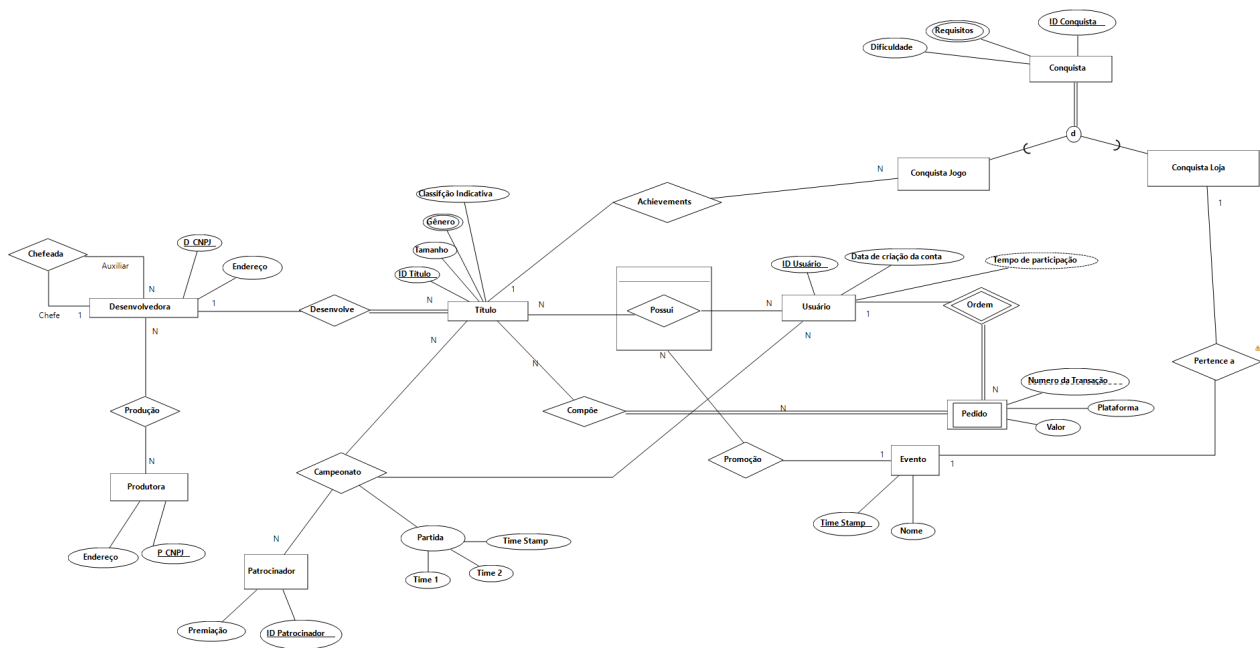 ID Conquista
Requisitos
Dificuldade
Conquista
d
Conquista Jogo
Conquista Loja
N
1
Achievements
Classifção Indicativa
Gênero
Tamanho
ID Título
D_CNPJ
Endereço
Chefeada
Auxiliar
N
Chefe
1
Desenvolvedora
1
Desenvolve
N
Título
1
N
Possui
N
ID Usuário
Data de criação da conta
Tempo de participação
Usuário
1
Ordem
N
N
N
N
Pertence a
Produção
N
N
Compõe
N
Pedido
Numero da Transação
Plataforma
Valor
Promoção
1
Evento
1
Time Stamp
Nome
Campeonato
Produtora
Endereço
P_CNPJ
N
Patrocinador
Premiação
ID Patrocinador
Partida
Time Stamp
Time 1
Time 2